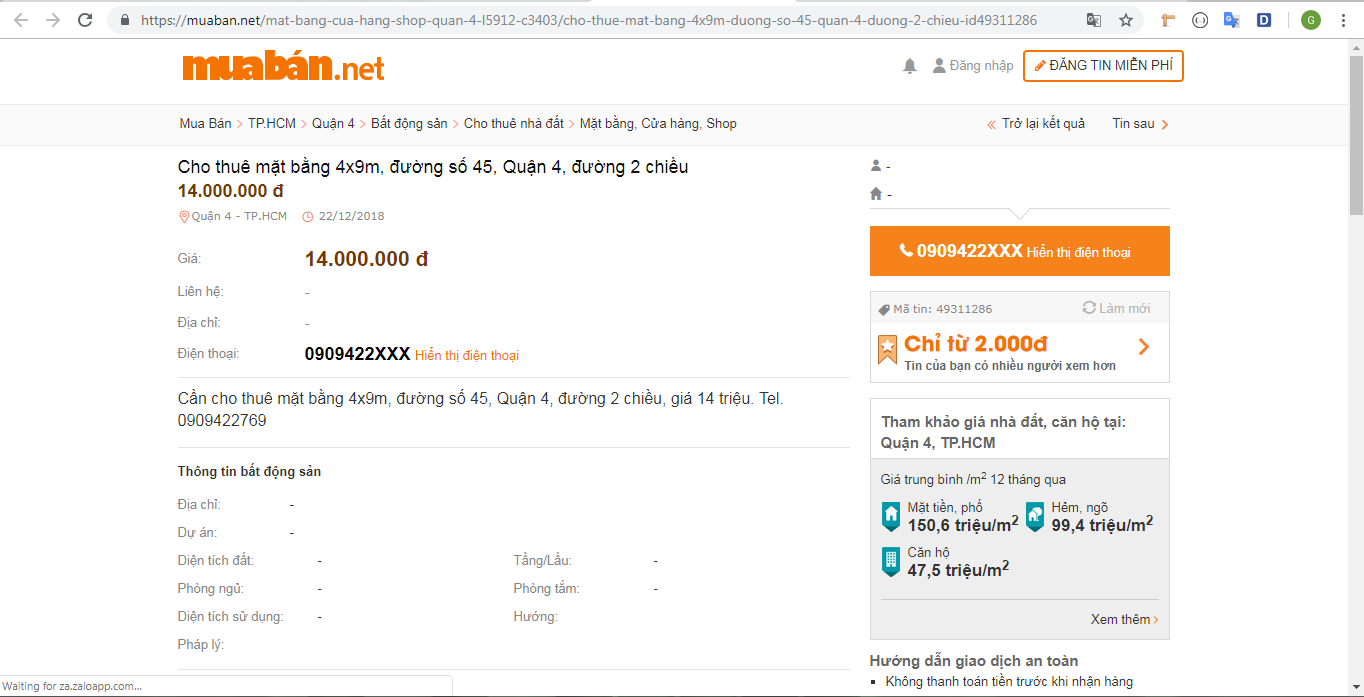 https://muaban.net/mat-bang-cua-hang-shop-quan-4-l5912-c3403/cho-thue-mat-bang-4x9m-duong-so-45-quan-4-duong-2-chieu-id49311286
D
G
muabán.net
Đăng nhập
ĐĂNG TIN MIỄN PHÍ
Mua Bán > TP.HCM > Quận 4 > Bất động sản > Cho thuê nhà đất > Mặt bằng, Cửa hàng, Shop
« Trở lại kết quả
Tin sau >
Cho thuê mặt bằng 4x9m, đường số 45, Quận 4, đường 2 chiều
14.000.000 đ
Quận 4 - TP.HCM 22/12/2018
Giá: 14.000.000 đ
Liên hệ: -
Địa chỉ: -
Điện thoại: 0909422XXX Hiển thị điện thoại
Cần cho thuê mặt bằng 4x9m, đường số 45, Quận 4, đường 2 chiều, giá 14 triệu. Tel.
0909422769
Thông tin bất động sản
Địa chỉ: -
Dự án: -
Diện tích đất: - Tầng/Lầu: -
Phòng ngủ: - Phòng tắm: -
Diện tích sử dụng: - Hướng:
Pháp lý:
-
-
0909422XXX Hiển thị điện thoại
Mã tin: 49311286 Làm mới
Chỉ từ 2.000đ
Tin của bạn có nhiều người xem hơn
Tham khảo giá nhà đất, căn hộ tại:
Quận 4, TP.HCM
Giá trung bình /m² 12 tháng qua
Mặt tiền, phố
150,6 triệu/m²
Hẻm, ngõ
99,4 triệu/m²
Căn hộ
47,5 triệu/m²
Xem thêm >
Hướng dẫn giao dịch an toàn
▪ Không thanh toán tiền trước khi nhận hàng
Waiting for za.zaloapp.com...